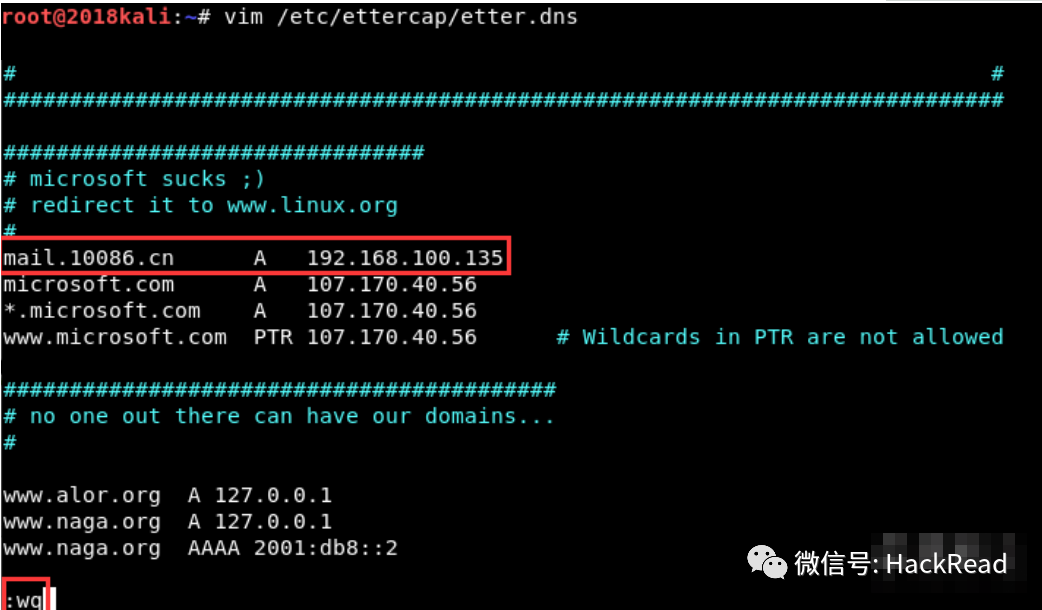 root@2018kali:~# vim /etc/ettercap/etter.dns
#                                                                           #
############################################################################
################################
# microsoft sucks ;)
# redirect it to www.linux.org
#
mail.10086.cn      A   192.168.100.135
microsoft.com      A   107.170.40.56
*.microsoft.com    A   107.170.40.56
www.microsoft.com  PTR 107.170.40.56      # Wildcards in PTR are not allowed
##########################################
# no one out there can have our domains...
#
www.alor.org  A 127.0.0.1
www.naga.org  A 127.0.0.1
www.naga.org  AAAA 2001:db8::2
微信号: HackRead
:wq